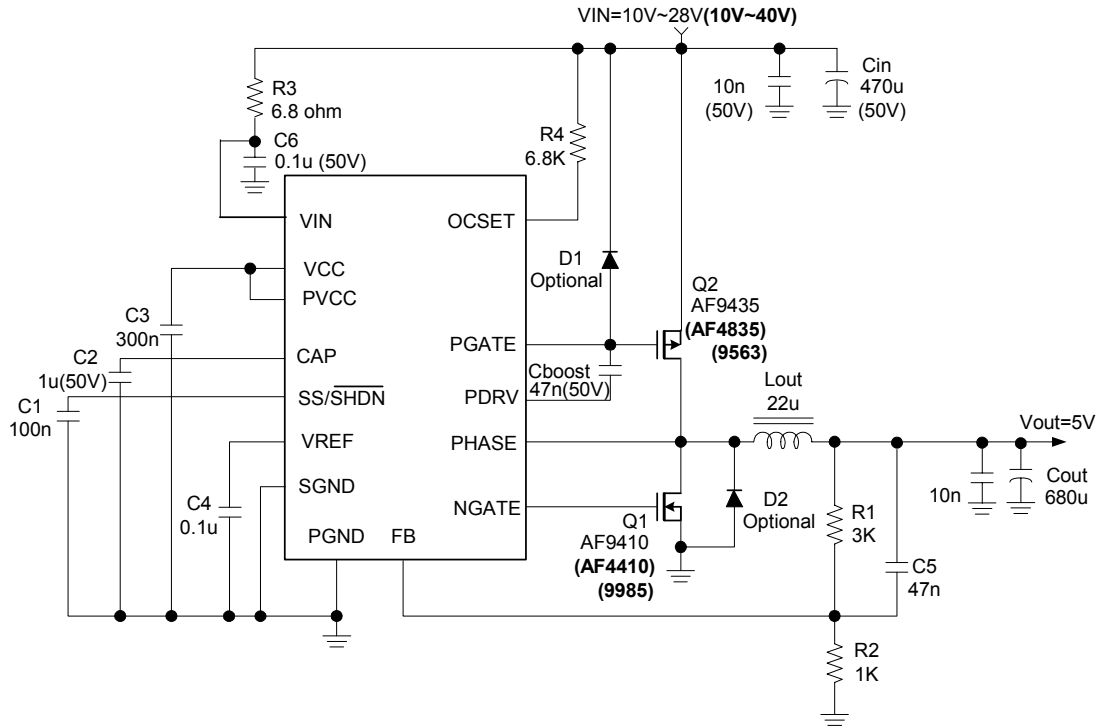 VIN=10V~28V(10V~40V)
R3
6.8 ohm
C6
0.1u (50V)
R4
6.8K
10n
(50V)
Cin
470u
(50V)
VIN
OCSET
D1
Optional
VCC
PVCC
C3
300n
Q2
AF9435
(AF4835)
(9563)
PGATE
CAP
C2
1u(50V)
Cboost
47n(50V)
PDRV
SS/SHDN
C1
100n
Lout
22u
Vout=5V
VREF
PHASE
SGND
C4
0.1u
NGATE
Q1
AF9410
(AF4410)
(9985)
D2
Optional
R1
3K
10n
Cout
680u
PGND
FB
C5
47n
R2
1K